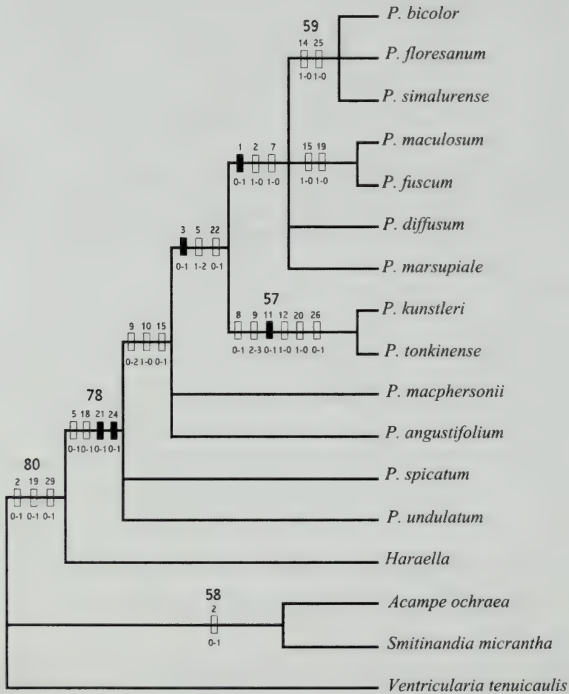 59
14 25
1-0 1-0
P. bicolor
P. floresanum
P. simalurense
1 2 7
0-1 1-0 1-0
15 19
1-0 1-0
P. maculosum
P. fuscum
P. diffusum
P. marsupiale
3 5 22
0-1 1-2 0-1
57
8 9 11 12 20 26
0-1 2-3 0-1 1-0 1-0 0-1
P. kunstleri
P. tonkinense
9 10 15
0-2 1-0 0-1
P. macphersonii
P. angustifolium
78
5 18 21 24
0-1 0-1 0-1 0-1
P. spicatum
P. undulatum
80
2 19 29
0-1 0-1 0-1
Haraella
58
2
0-1
Acampe ochraea
Smitinandia micrantha
Ventricularia tenuicaulis